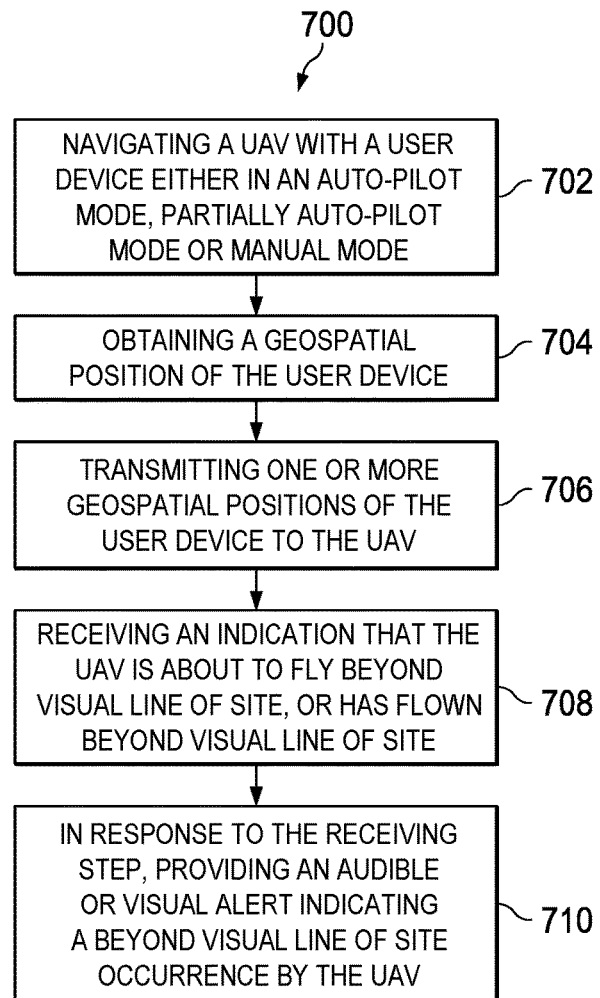 700
NAVIGATING A UAV WITH A USER
DEVICE EITHER IN AN AUTO-PILOT
MODE, PARTIALLY AUTO-PILOT
MODE OR MANUAL MODE
702
OBTAINING A GEOSPATIAL
POSITION OF THE USER DEVICE
704
TRANSMITTING ONE OR MORE
GEOSPATIAL POSITIONS OF THE
USER DEVICE TO THE UAV
706
RECEIVING AN INDICATION THAT THE
UAV IS ABOUT TO FLY BEYOND
VISUAL LINE OF SITE, OR HAS FLOWN
BEYOND VISUAL LINE OF SITE
708
IN RESPONSE TO THE RECEIVING
STEP, PROVIDING AN AUDIBLE
OR VISUAL ALERT INDICATING
A BEYOND VISUAL LINE OF SITE
OCCURRENCE BY THE UAV
710